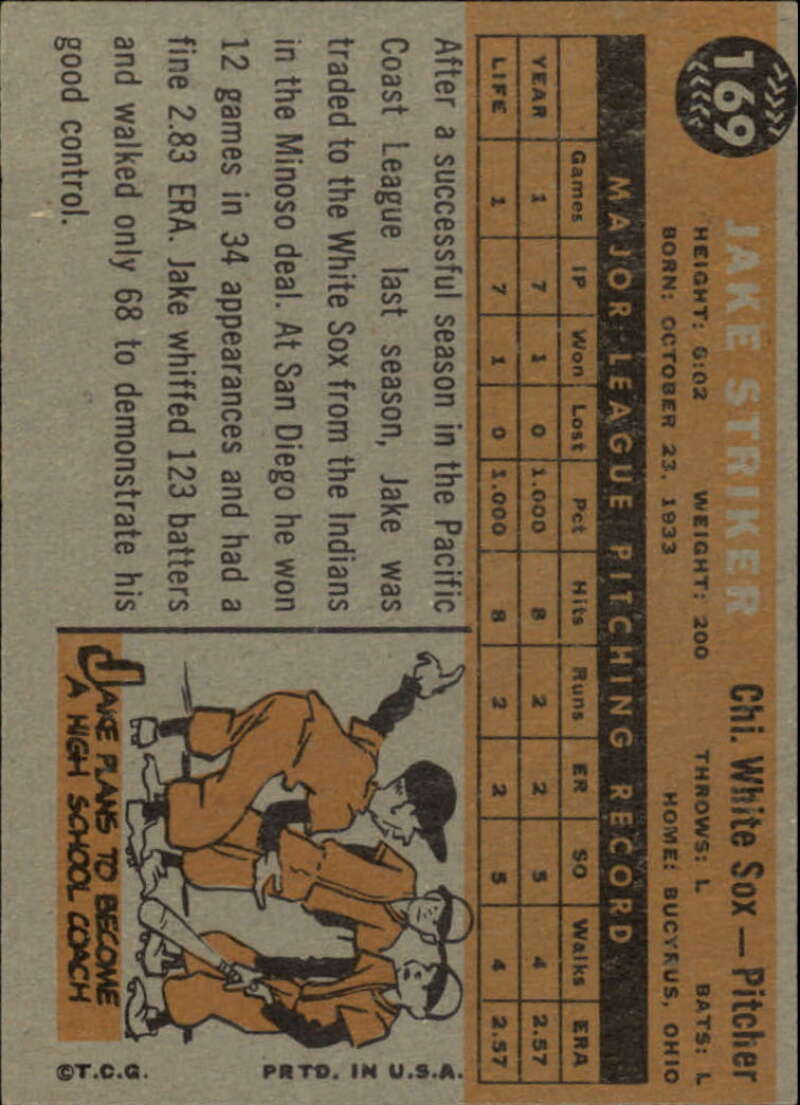 169
JAKE STRIKER Chi. White Sox — Pitcher
HEIGHT: 6:02 WEIGHT: 200 THROWS: L BATS: L
BORN: OCTOBER 23, 1933 HOME: BUCYRUS, OHIO
MAJOR LEAGUE PITCHING RECORD
Games IP Won Lost Pct Hits Runs ER SO Walks ERA
YEAR 1 7 1 0 1.000 8 2 2 5 4 2.57
LIFE 1 7 1 0 1.000 8 2 2 5 4 2.57
After a successful season in the Pacific
Coast League last season, Jake was
traded to the White Sox from the Indians
in the Minoso deal. At San Diego he won
12 games in 34 appearances and had a
fine 2.83 ERA. Jake whiffed 123 batters
and walked only 68 to demonstrate his
good control.
JAKE PLANS TO BECOME
A HIGH SCHOOL COACH
©T.C.G. PRTD. IN U.S.A.